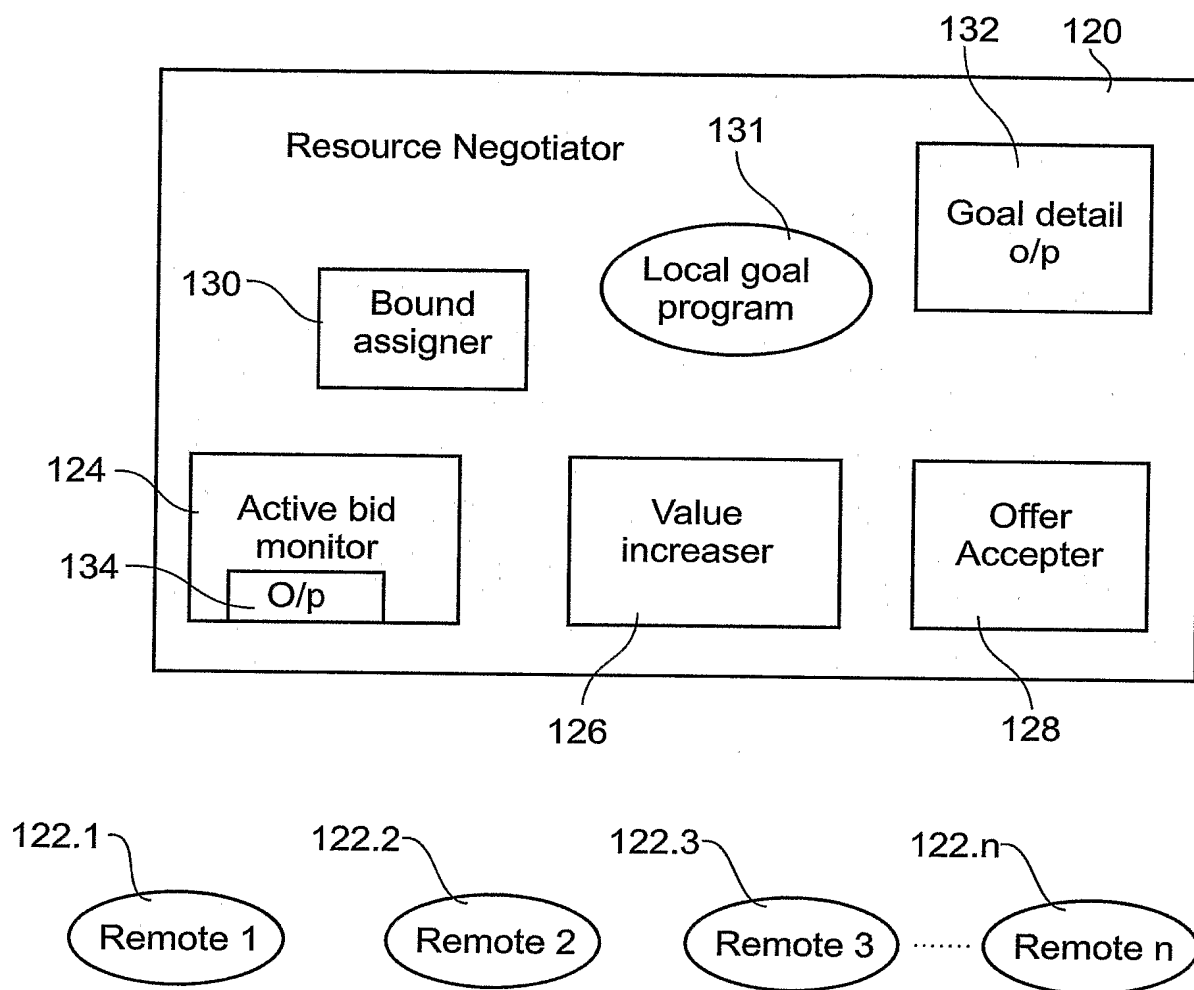 132
120
Resource Negotiator
131
Goal detail
o/p
Local goal
program
130
Bound
assigner
124
Active bid
monitor
134
O/p
Value
increaser
Offer
Accepter
126
128
122.1
122.2
122.3
122.n
Remote 1
Remote 2
Remote 3
.......
Remote n